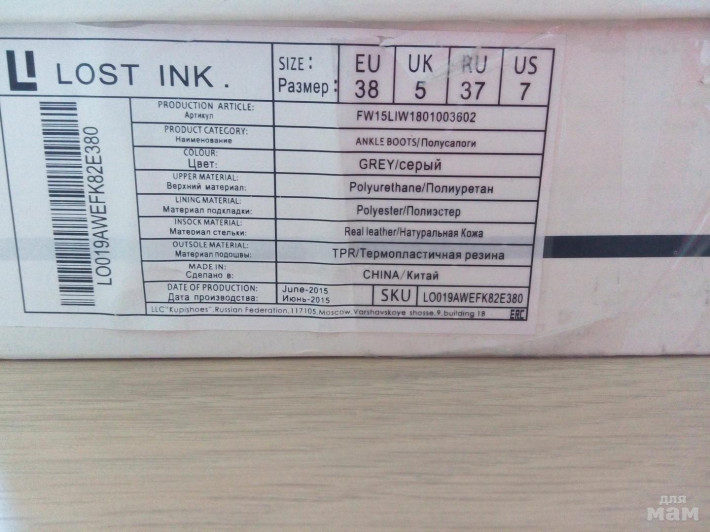 LI LOST INK.
SIZE: EU UK RU US
Размер: 38 5 37 7
PRODUCTION ARTICLE: FW15LIW1801003602
Артикул
PRODUCT CATEGORY: ANKLE BOOTS/Полусапоги
Наименование
COLOUR: GREY/серый
Цвет:
UPPER MATERIAL: Polyurethane/Полиуретан
Верхний материал:
LINING MATERIAL: Polyester/Полиэстер
Материал подкладки:
INSOCK MATERIAL: Real leather/Натуральная Кожа
Материал стельки:
OUTSOLE MATERIAL: TPR/Термопластичная резина
Материал подошвы:
MADE IN: CHINA/Китай
Сделано в:
DATE OF PRODUCTION: June-2015 SKU LO019AWEFK82E380
Дата производства: Июнь-2015
LLC"Kupishoes",Russian Federation,117105,Moscow,Varshavskoye shosse,9,building 1B EAC
LO019AWEFK82E380
для
мам